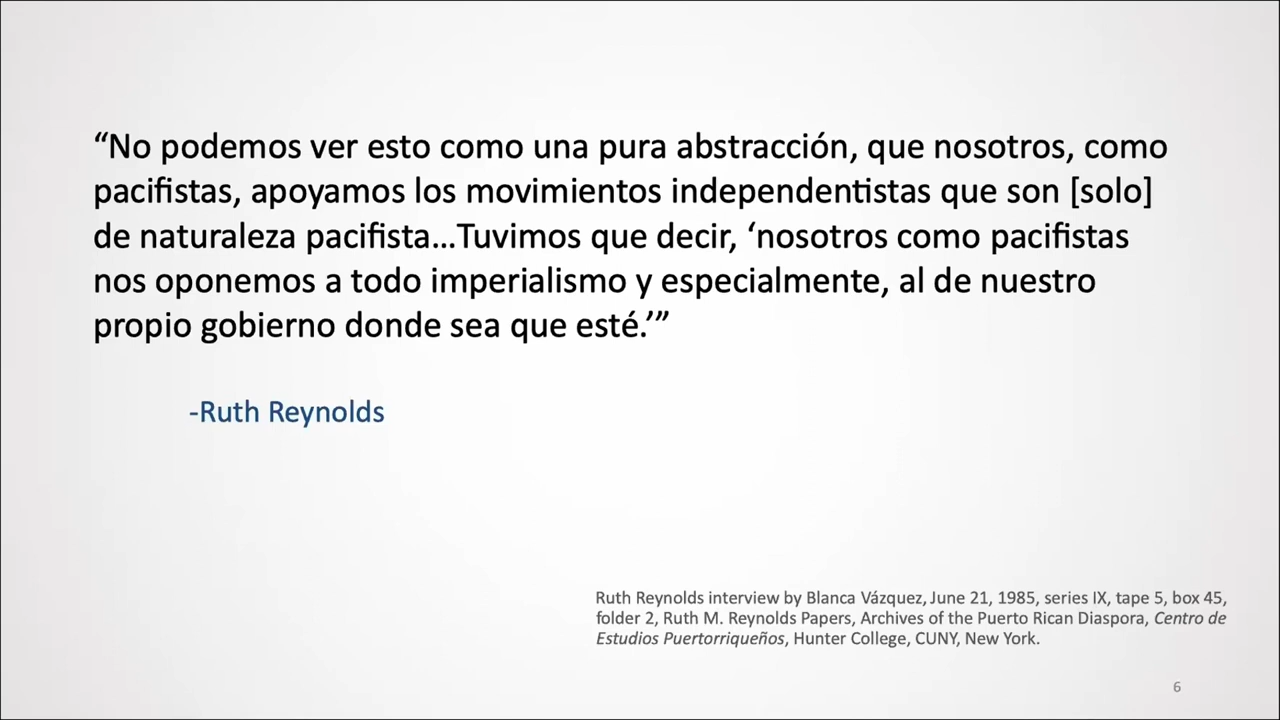 “No podemos ver esto como una pura abstracción, que nosotros, como
pacifistas, apoyamos los movimientos independentistas que son [solo]
de naturaleza pacifista...Tuvimos que decir, ‘nosotros como pacifistas
nos oponemos a todo imperialismo y especialmente, al de nuestro
propio gobierno donde sea que esté.’”
-Ruth Reynolds
Ruth Reynolds interview by Blanca Vázquez, June 21, 1985, series IX, tape 5, box 45,
folder 2, Ruth M. Reynolds Papers, Archives of the Puerto Rican Diaspora, Centro de
Estudios Puertorriqueños, Hunter College, CUNY, New York.
6